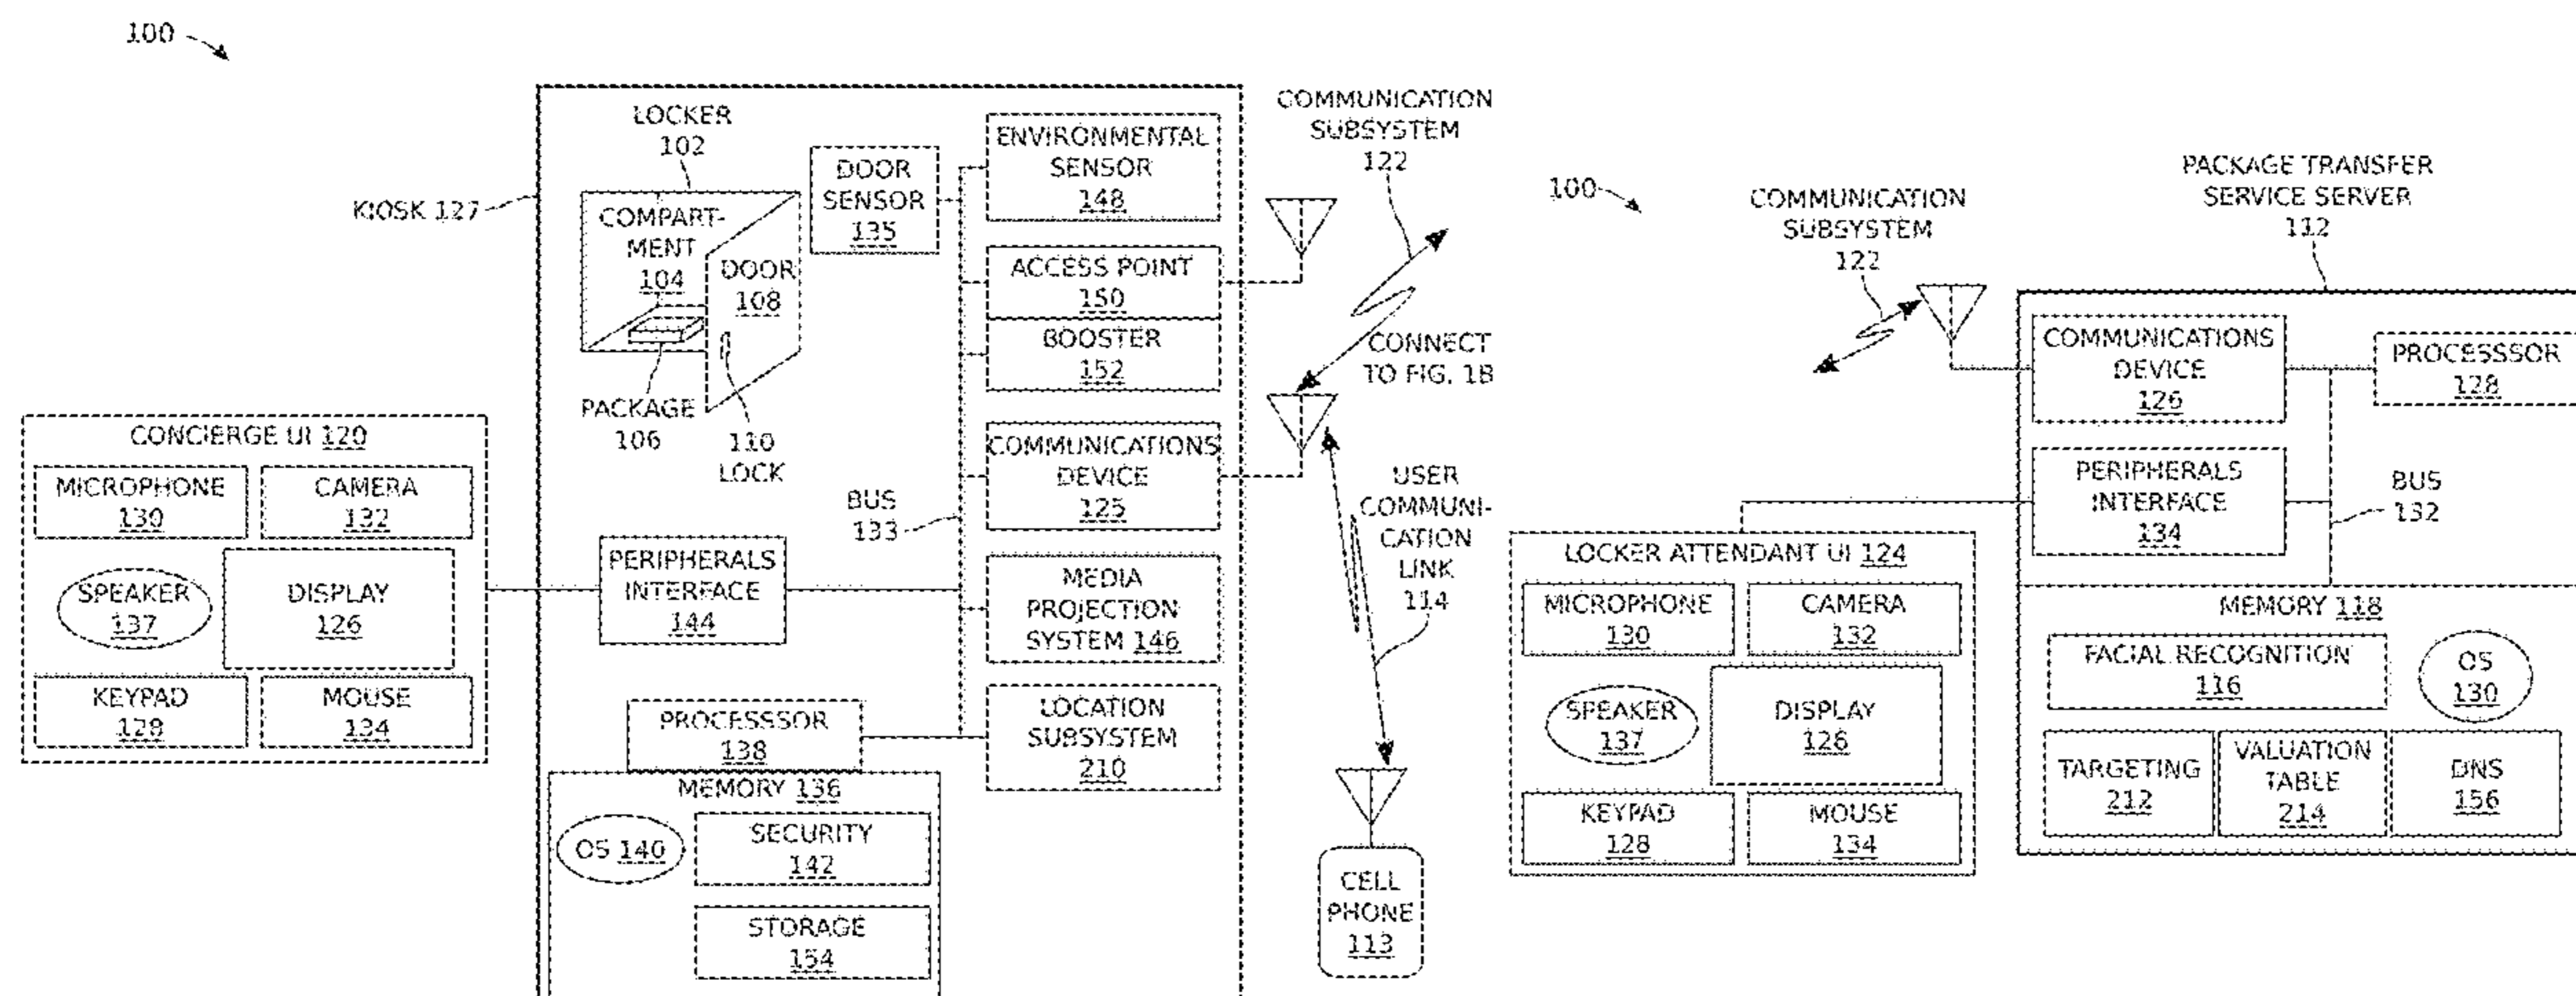 100
LOCKER
102
KIOSK 127
COMPART-
MENT
104
DOOR
108
PACKAGE
106
110
LOCK
DOOR
SENSOR
135
ENVIRONMENTAL
SENSOR
148
ACCESS POINT
150
BOOSTER
152
COMMUNICATIONS
DEVICE
125
BUS
133
MEDIA
PROJECTION
SYSTEM 146
LOCATION
SUBSYSTEM
210
PERIPHERALS
INTERFACE
144
PROCESSSOR
138
MEMORY 136
OS 140
SECURITY
142
STORAGE
154
CONCIERGE UI 120
MICROPHONE
130
CAMERA
132
SPEAKER
137
DISPLAY
126
KEYPAD
128
MOUSE
134
COMMUNICATION
SUBSYSTEM
122
CONNECT
TO FIG. 1B
USER
COMMUNI-
CATION
LINK
114
CELL
PHONE
113
100
COMMUNICATION
SUBSYSTEM
122
PACKAGE TRANSFER
SERVICE SERVER
112
COMMUNICATIONS
DEVICE
126
PROCESSSOR
128
PERIPHERALS
INTERFACE
134
BUS
132
LOCKER ATTENDANT UI 124
MICROPHONE
130
CAMERA
132
SPEAKER
137
DISPLAY
126
KEYPAD
128
MOUSE
134
MEMORY 118
FACIAL RECOGNITION
116
OS
130
TARGETING
212
VALUATION
TABLE
214
DNS
156